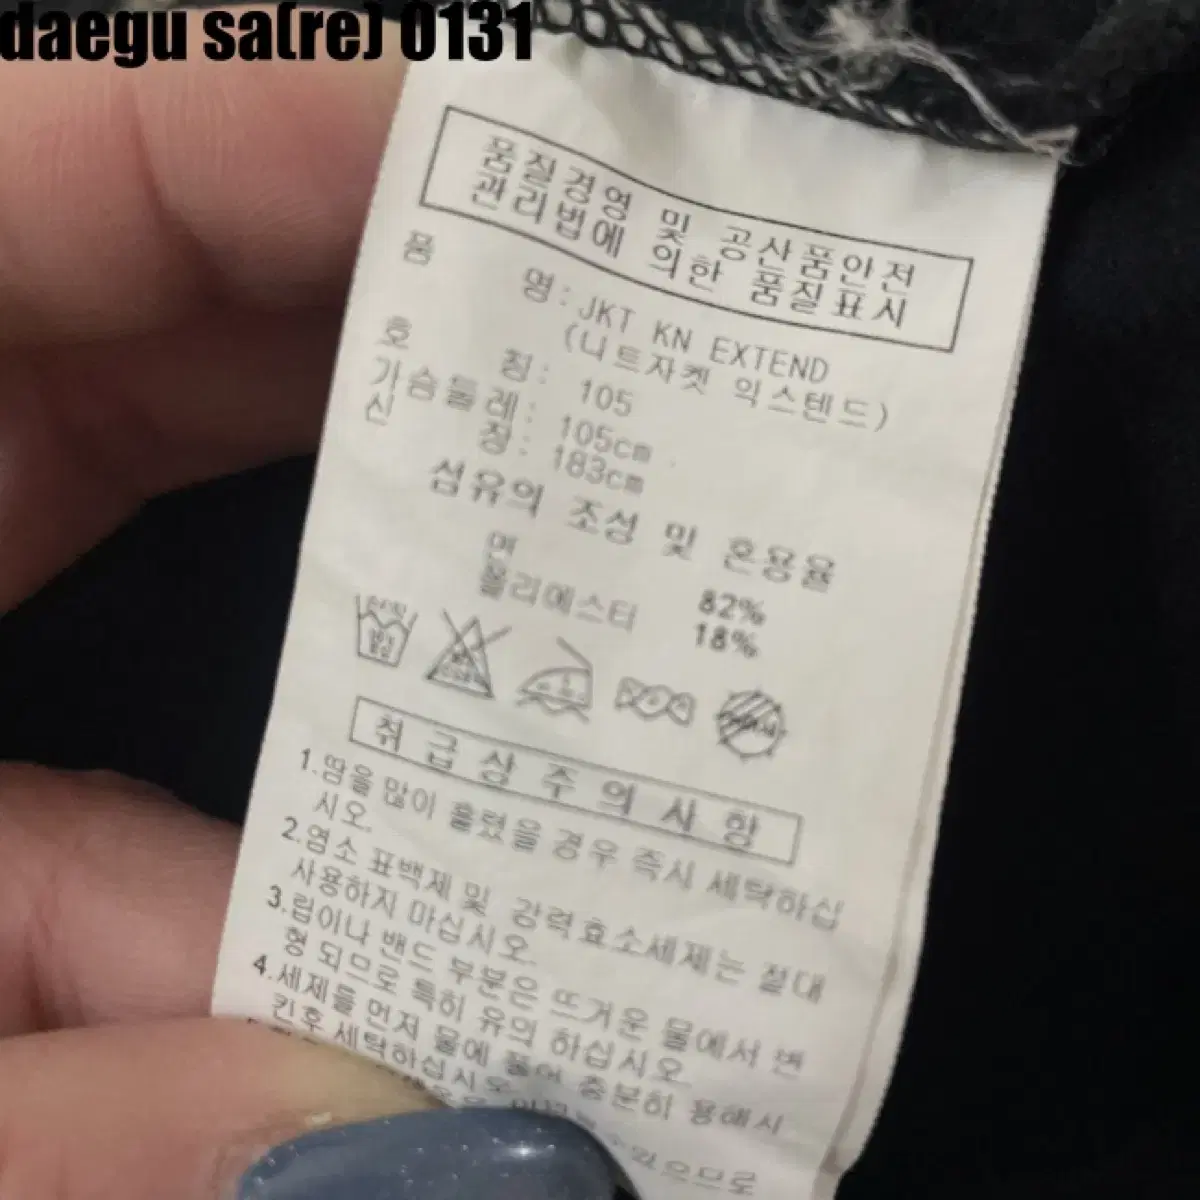 daegu sa(re) 0131
품질경영 및 공산품안전
관리법에 의한 품질표시
품 명: JKT KN EXTEND
(니트자켓 익스텐드)
호 칭: 105
가슴둘레: 105cm
신 장: 183cm
섬유의 조성 및 혼용율
면 82%
폴리에스터 18%
취급상 주의사항
1.땀을 많이 흘렸을 경우 즉시 세탁하십
시오.
2.염소 표백제 및 강력효소세제는 절대
사용하지 마십시오.
3.립이나 밴드 부분은 뜨거운 물에서 변
형 되므로 특히 유의 하십시오.
4.세제를 먼저 물에 풀어 충분히 용해시
킨후 세탁하십시오.
있으므로